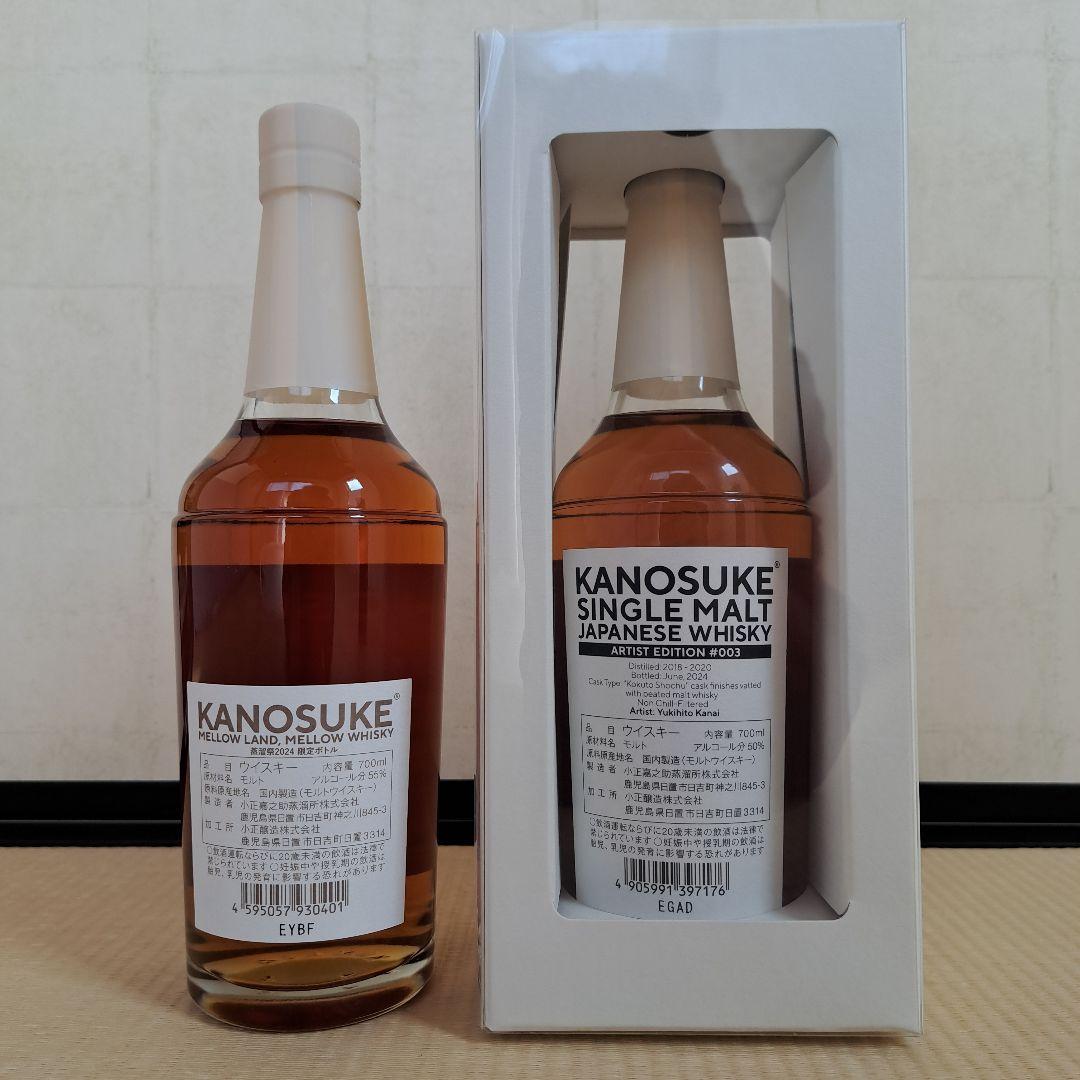 KANOSUKE®
MELLOW LAND, MELLOW WHISKY
蒸溜祭2024 限定ボトル
品 目 ウイスキー 内容量 700ml
原材料名 モルト アルコール分 55%
原料原産地名 国内製造(モルトウイスキー)
製造者 小正嘉之助蒸溜所株式会社
鹿児島県日置市日吉町神之川845-3
加工所 小正醸造株式会社
鹿児島県日置市日吉町日置3314
○飲酒運転ならびに20歳未満の飲酒は法律で
禁じられています ○妊娠中や授乳期の飲酒は
胎児、乳児の発育に影響する恐れがあります
4 595057 930401
EYBF
KANOSUKE®
SINGLE MALT
JAPANESE WHISKY
ARTIST EDITION #003
Distilled: 2018 - 2020
Bottled: June, 2024
Cask Type: "Kokuto Shochu" cask finishes vatted
with peated malt whisky
Non Chill-Filtered
Artist: Yukihito Kanai
品 目 ウイスキー 内容量 700ml
原材料名 モルト アルコール分 50%
原料原産地名 国内製造(モルトウイスキー)
製造者 小正嘉之助蒸溜所株式会社
鹿児島県日置市日吉町神之川845-3
加工所 小正醸造株式会社
鹿児島県日置市日吉町日置3314
○飲酒運転ならびに20歳未満の飲酒は法律で
禁じられています ○妊娠中や授乳期の飲酒は
胎児、乳児の発育に影響する恐れがあります
4 905991 397176
EGAD